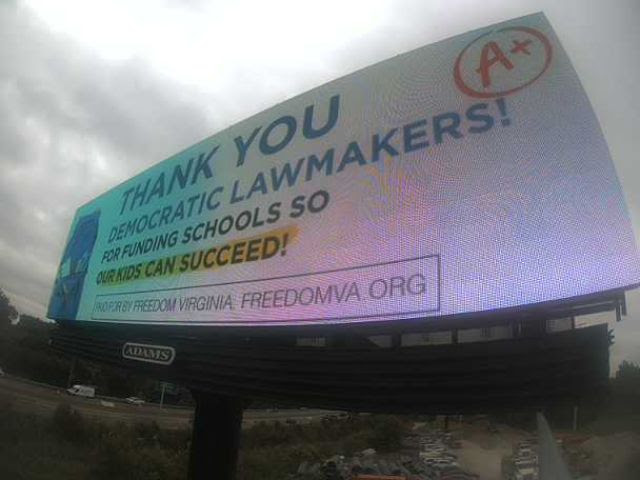 A+
THANK YOU
DEMOCRATIC LAWMAKERS!
FOR FUNDING SCHOOLS SO
OUR KIDS CAN SUCCEED!
PAID FOR BY FREEDOM VIRGINIA. FREEDOMVA.ORG
ADAMS